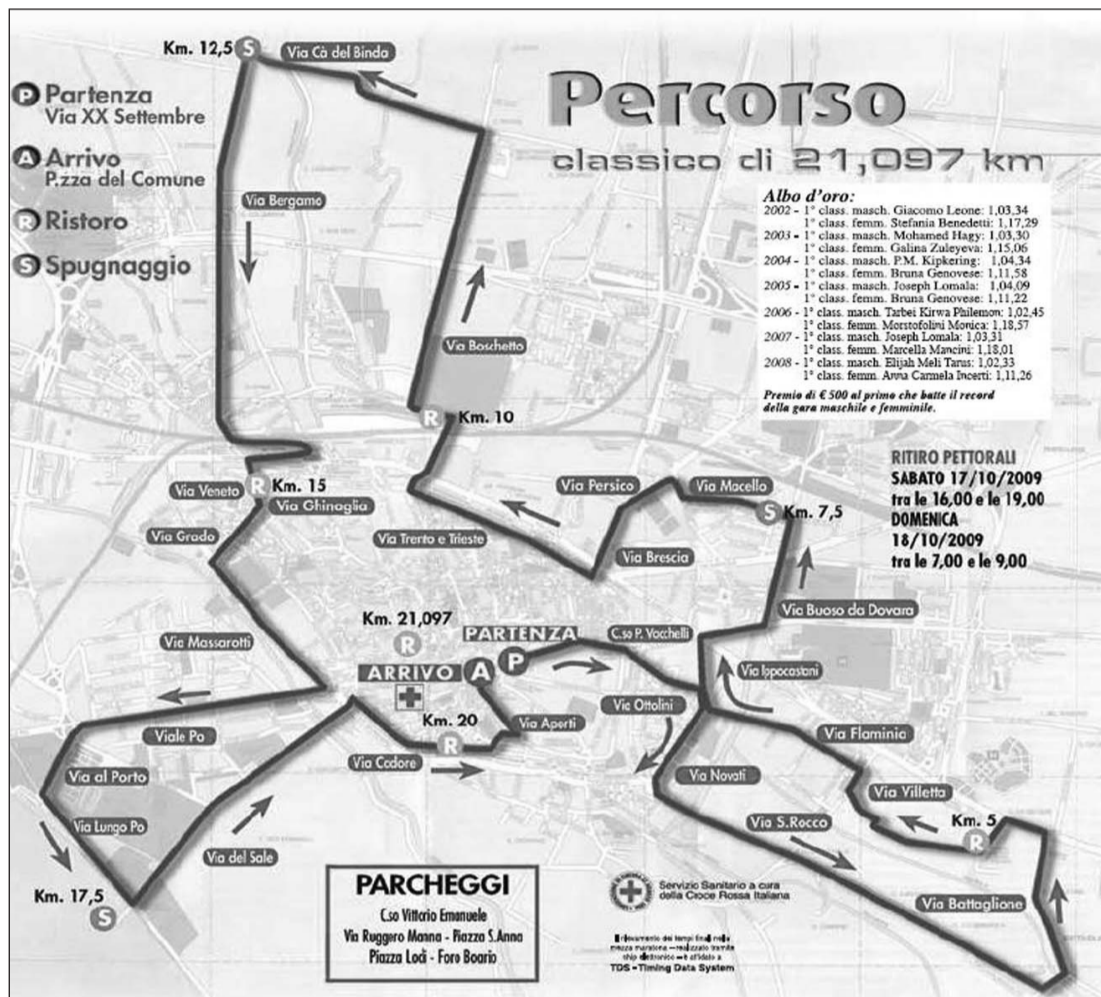 Km. 12,5
S
Via Cà del Binda
P Partenza
Via XX Settembre
A Arrivo
P.zza del Comune
R Ristoro
S Spugnaggio
Percorso
classico di 21,097 km
Albo d'oro:
2002 - 1° class. masch. Giacomo Leone: 1,03,34
1° class. femm. Stefania Benedetti: 1,17,29
2003 - 1° class. masch. Mohamed Hagy: 1,03,30
1° class. femm. Galina Zuleyeva: 1,15,06
2004 - 1° class. masch. P.M. Kipkering: 1,04,34
1° class. femm. Bruna Genovese: 1,11,58
2005 - 1° class. masch. Joseph Lomala: 1,04,09
1° class. femm. Bruna Genovese: 1,11,22
2006 - 1° class. masch. Tarbei Kirwa Philemon: 1,02,45
1° class. femm. Morstofolini Monica: 1,18,57
2007 - 1° class. masch. Joseph Lomala: 1,03,31
1° class. femm. Marcella Mancini: 1,18,01
2008 - 1° class. masch. Elijah Meli Tarus: 1,02,33
1° class. femm. Anna Carmela Incerti: 1,11,26
Premio di € 500 al primo che batte il record
della gara maschile e femminile.
Via Bergamo
Via Boschetto
R Km. 10
RITIRO PETTORALI
SABATO 17/10/2009
tra le 16,00 e le 19,00
DOMENICA
18/10/2009
tra le 7,00 e le 9,00
Via Veneto
R Km. 15
Via Ghinaglia
Via Persico
Via Macello
S Km. 7,5
Via Grado
Via Trento e Trieste
Via Brescia
Via Buoso da Dovara
Km. 21,097
R
PARTENZA
P
C.so P. Vacchelli
Via Massarotti
ARRIVO A
Via Ippocastani
Km. 20
R
Via Aporti
Via Ottolini
Viale Po
Via Flaminia
Via Cadore
Via Novati
Via al Porto
Via Villetta
Via Lungo Po
Via S.Rocco
Km. 5
R
Via del Sale
Km. 17,5
S
Via Battaglione
PARCHEGGI
C.so Vittorio Emanuele
Via Ruggero Manna - Piazza S.Anna
Piazza Lodi - Foro Boario
Servizio Sanitario a cura
della Croce Rossa Italiana
Il rilevamento dei tempi finali nella
mezza maratona - realizzato tramite
chip elettronico - è affidato a
TDS - Timing Data System